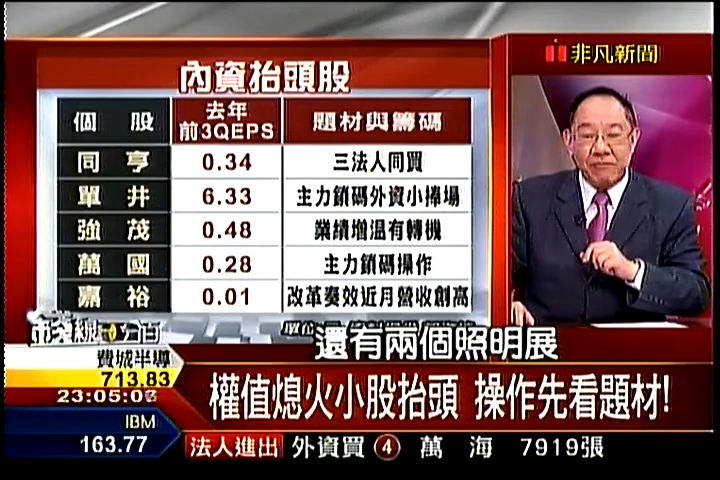 非凡新聞
內資抬頭股
個股 去年前3QEPS 題材與籌碼
同亨 0.34 三法人同買
單井 6.33 主力鎖碼外資小捧場
強茂 0.48 業績增溫有轉機
萬國 0.28 主力鎖碼操作
嘉裕 0.01 改革奏效近月營收創高
還有兩個照明展
費城半導
713.83
權值熄火小股抬頭 操作先看題材!
23:05:0
IBM
163.77
法人進出 外資買 4 萬海 7919張